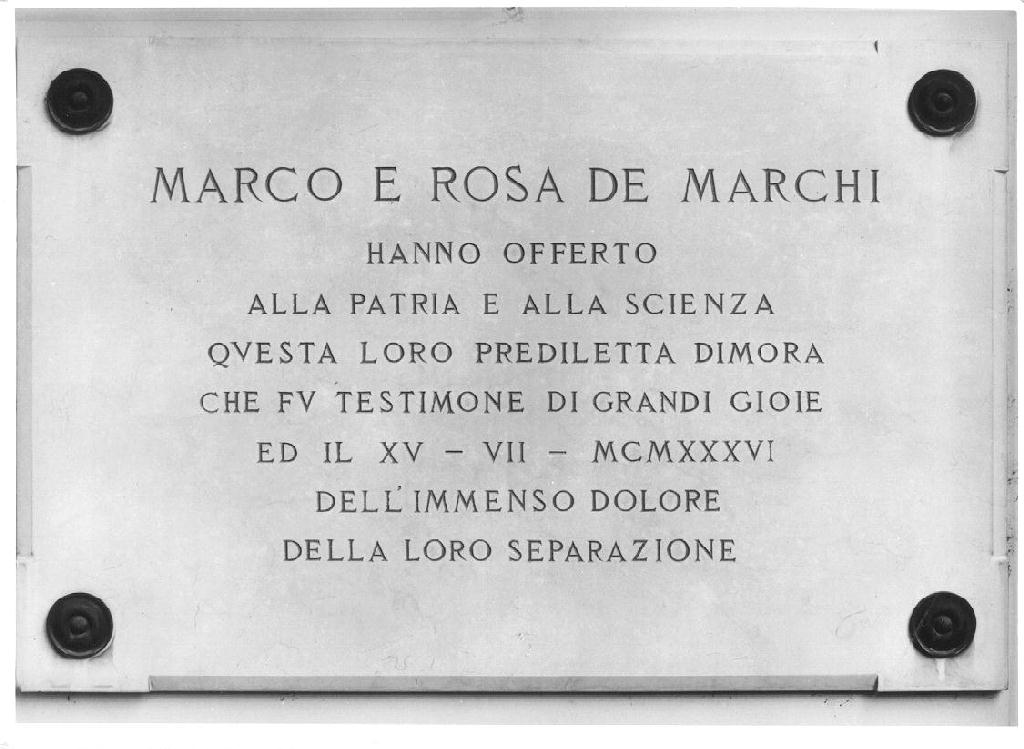 MARCO E ROSA DE MARCHI
HANNO OFFERTO
ALLA PATRIA E ALLA SCIENZA
QVESTA LORO PREDILETTA DIMORA
CHE FV TESTIMONE DI GRANDI GIOIE
ED IL XV – VII – MCMXXXVI
DELL'IMMENSO DOLORE
DELLA LORO SEPARAZIONE